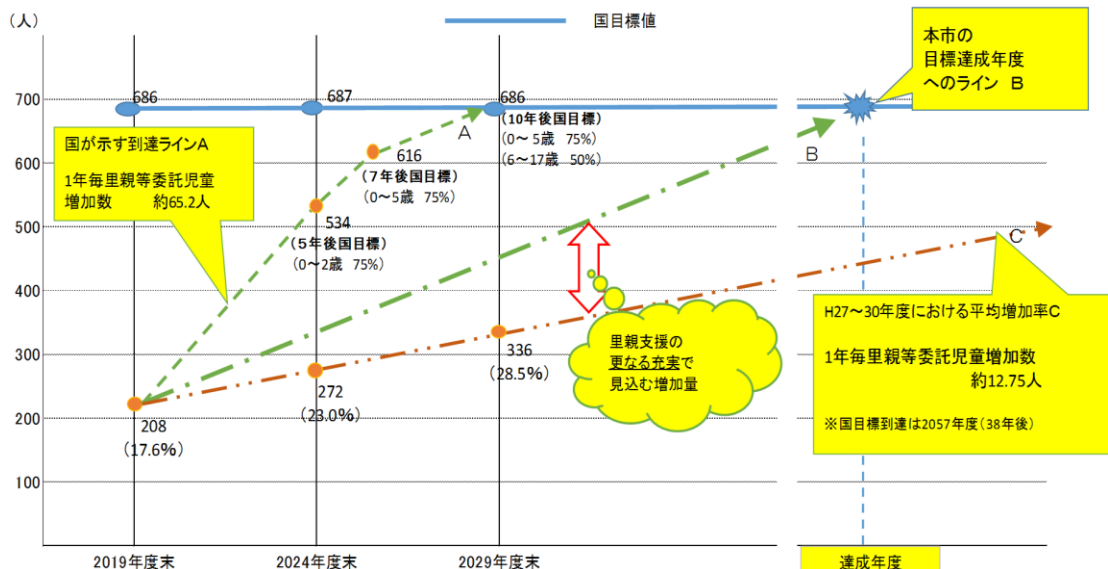 （人）
国目標値
本市の
目標達成年度
へのライン B
700
686
687
686
（10年後国目標）
（0～ 5歳 75%）
（6～17歳 50%）
A
B
国が示す到達ラインA
1年毎里親等委託児童
増加数 約65.2人
600
616
（7年後国目標）
（0～5歳 75%）
534
（5年後国目標）
（0～2歳 75%）
500
C
400
H27～30年度における平均増加率C
1年毎里親等委託児童増加数
約12.75人
※国目標到達は2057年度（38年後）
里親支援の
更なる充実で
見込む増加量
300
336
（28.5%）
272
（23.0%）
200
208
（17.6%）
100
2019年度末
2024年度末
2029年度末
達成年度